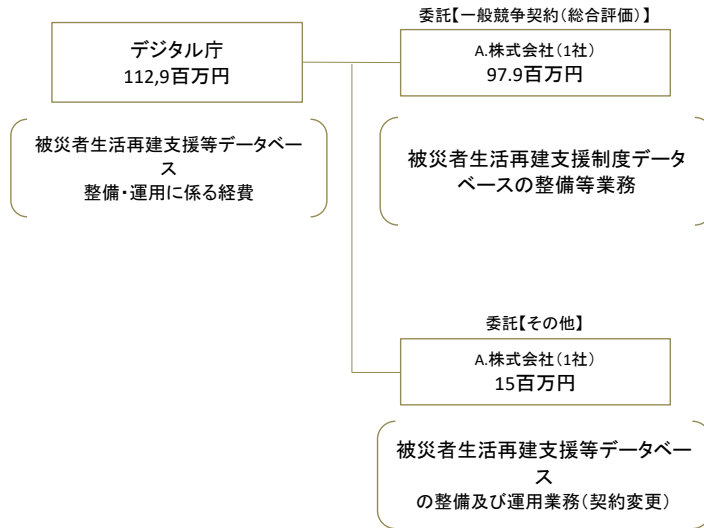 デジタル庁
112,9百万円
被災者生活再建支援等データベー
ス
整備・運用に係る経費
委託【一般競争契約(総合評価)】
A.株式会社(1社)
97.9百万円
被災者生活再建支援制度データ
ベースの整備等業務
委託【その他】
A.株式会社(1社)
15百万円
被災者生活再建支援等データベー
ス
の整備及び運用業務(契約変更)